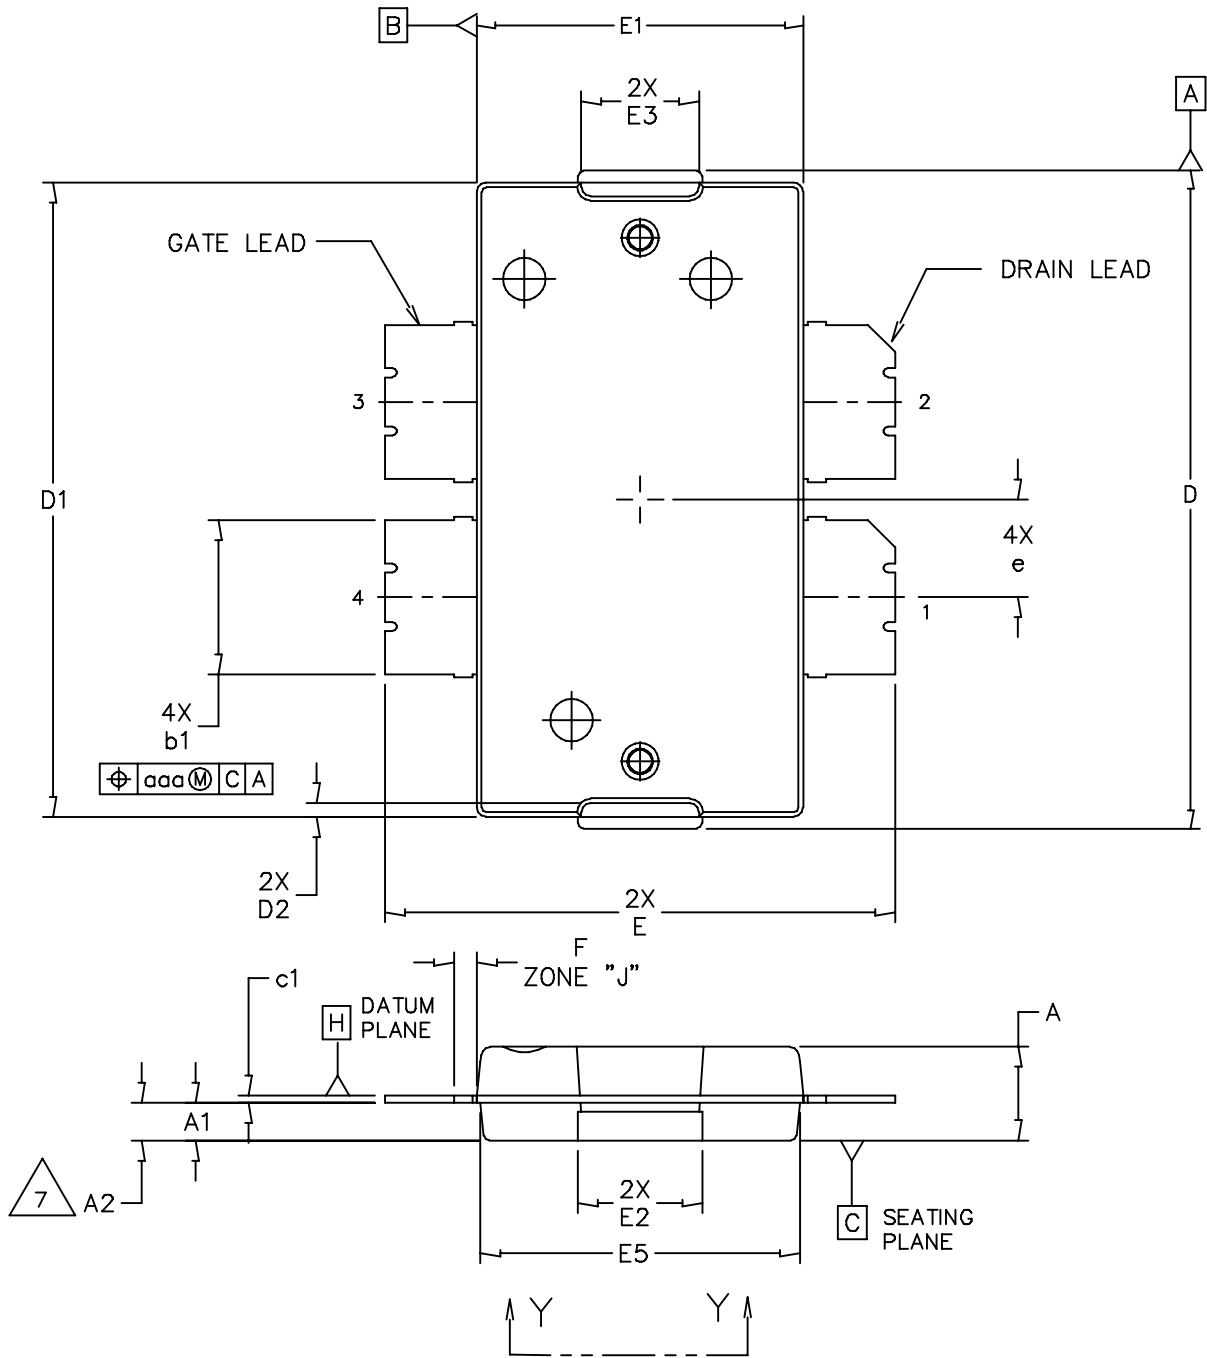 B
E1
2X
E3
A
GATE LEAD
DRAIN LEAD
3
2
D1
D
4X
e
4
1
4X
b1
⌖ aaa Ⓜ C A
2X
D2
2X
E
F
ZONE "J"
c1
H
DATUM
PLANE
A
A1
7
A2
2X
E2
C
SEATING
PLANE
E5
Y
Y